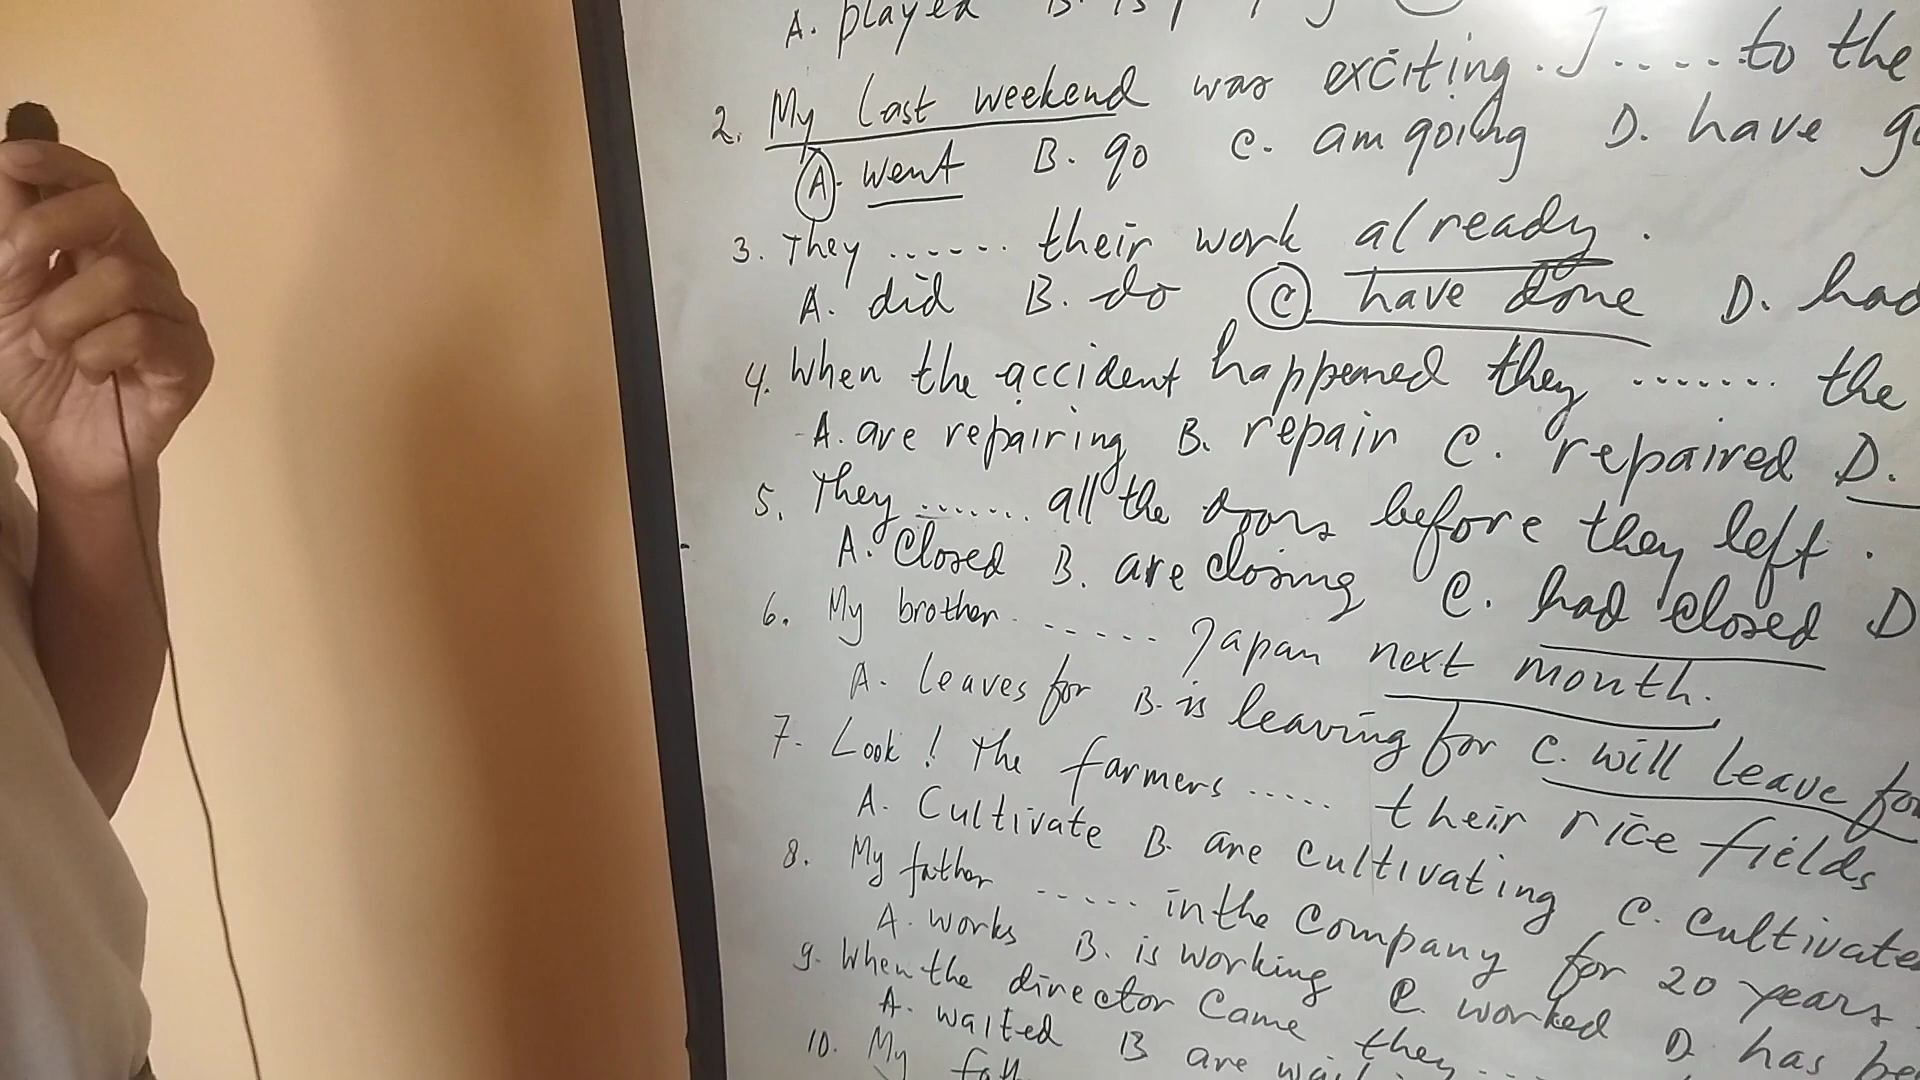 A. played B. is
2. My last weekend was exciting. I ..... to the
A. went B. go C. am going D. have
3. They ...... their work already.
A. did B. do C. have done D. had
4. When the accident happened they ....... the
A. are repairing B. repair C. repaired D.
5. They ....... all the doors before they left.
A. Closed B. are closing C. had closed D
6. My brother ...... Japan next month.
A. leaves for B. is leaving for C. will leave for
7. Look! The farmers ..... their rice fields
A. Cultivate B. are cultivating C. cultivate
8. My father ...... in the Company for 20 years.
A. works B. is working C. worked D. has
9. When the director Came they ....
A. waited B are
10. My